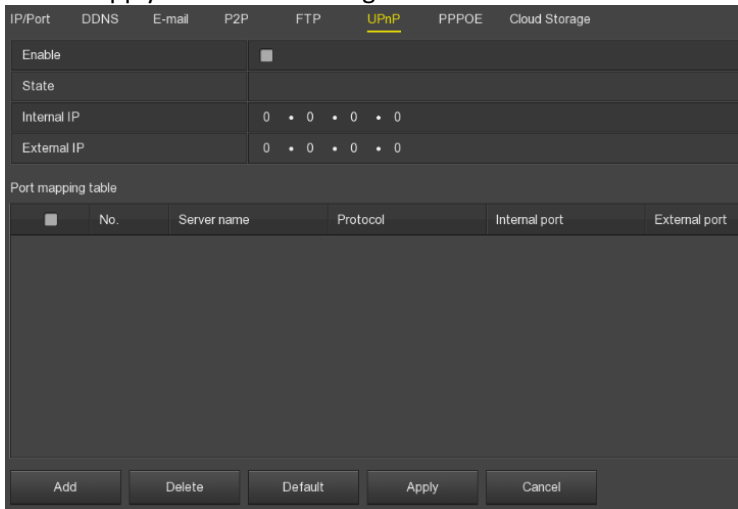 IP/Port DDNS E-mail P2P FTP UPnP PPPOE Cloud Storage
Enable
State
Internal IP 0 • 0 • 0 • 0
External IP 0 • 0 • 0 • 0
Port mapping table
No. Server name Protocol Internal port External port
Add Delete Default Apply Cancel